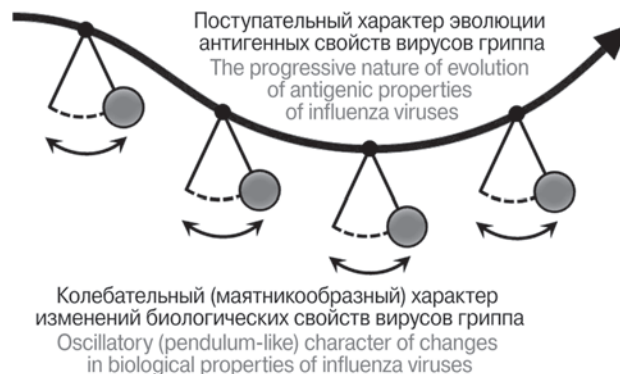 Поступательный характер эволюции
антигенных свойств вирусов гриппа
The progressive nature of evolution
of antigenic properties
of influenza viruses
Колебательный (маятникообразный) характер
изменений биологических свойств вирусов гриппа
Oscillatory (pendulum-like) character of changes
in biological properties of influenza viruses